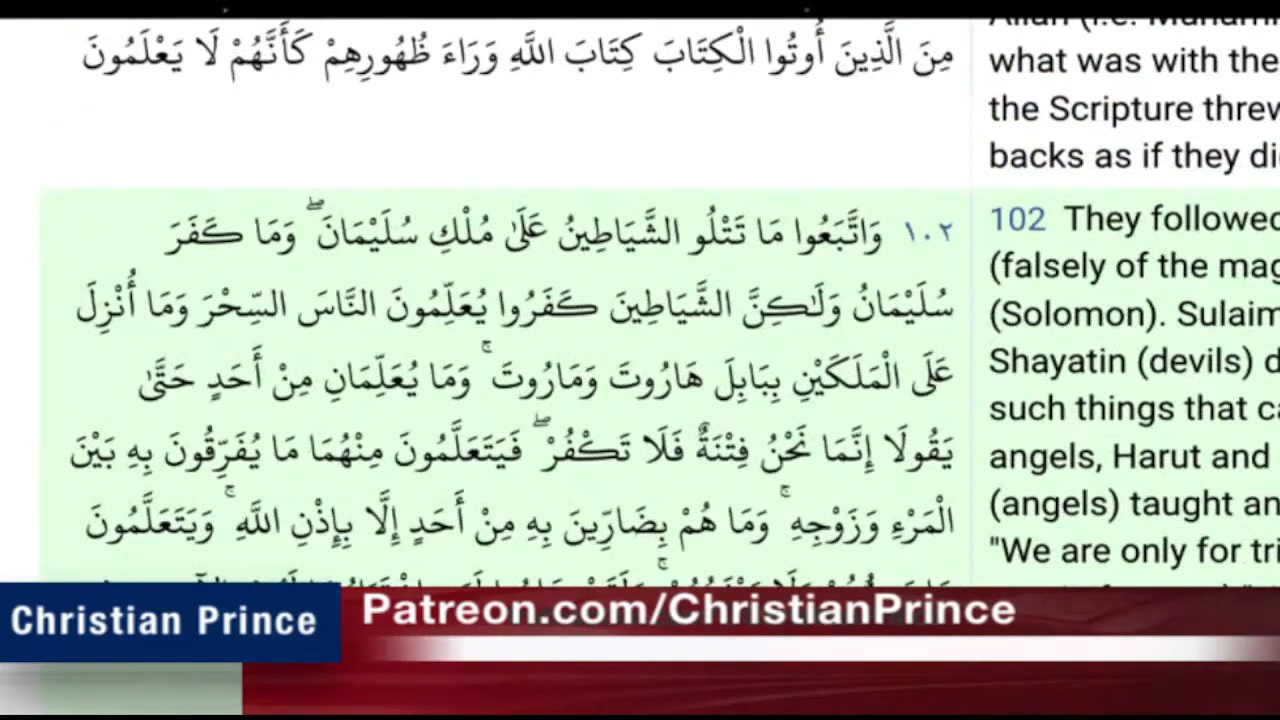 مِنَ الَّذِينَ أُوتُوا الْكِتَابَ كِتَابَ اللَّهِ وَرَاءَ ظُهُورِهِمْ كَأَنَّهُمْ لَا يَعْلَمُونَ
١٠٢ وَاتَّبَعُوا مَا تَتْلُو الشَّيَاطِينُ عَلَىٰ مُلْكِ سُلَيْمَانَ ۖ وَمَا كَفَرَ
سُلَيْمَانُ وَلَٰكِنَّ الشَّيَاطِينَ كَفَرُوا يُعَلِّمُونَ النَّاسَ السِّحْرَ وَمَا أُنْزِلَ
عَلَى الْمَلَكَيْنِ بِبَابِلَ هَارُوتَ وَمَارُوتَ ۚ وَمَا يُعَلِّمَانِ مِنْ أَحَدٍ حَتَّىٰ
يَقُولَا إِنَّمَا نَحْنُ فِتْنَةٌ فَلَا تَكْفُرْ ۖ فَيَتَعَلَّمُونَ مِنْهُمَا مَا يُفَرِّقُونَ بِهِ بَيْنَ
الْمَرْءِ وَزَوْجِهِ ۚ وَمَا هُمْ بِضَارِّينَ بِهِ مِنْ أَحَدٍ إِلَّا بِإِذْنِ اللَّهِ ۚ وَيَتَعَلَّمُونَ
what was with the
the Scripture threw
backs as if they di
102 They followed
(falsely of the mag
(Solomon). Sulaim
Shayatin (devils) d
such things that ca
angels, Harut and
(angels) taught an
"We are only for tri
Christian Prince
Patreon.com/ChristianPrince